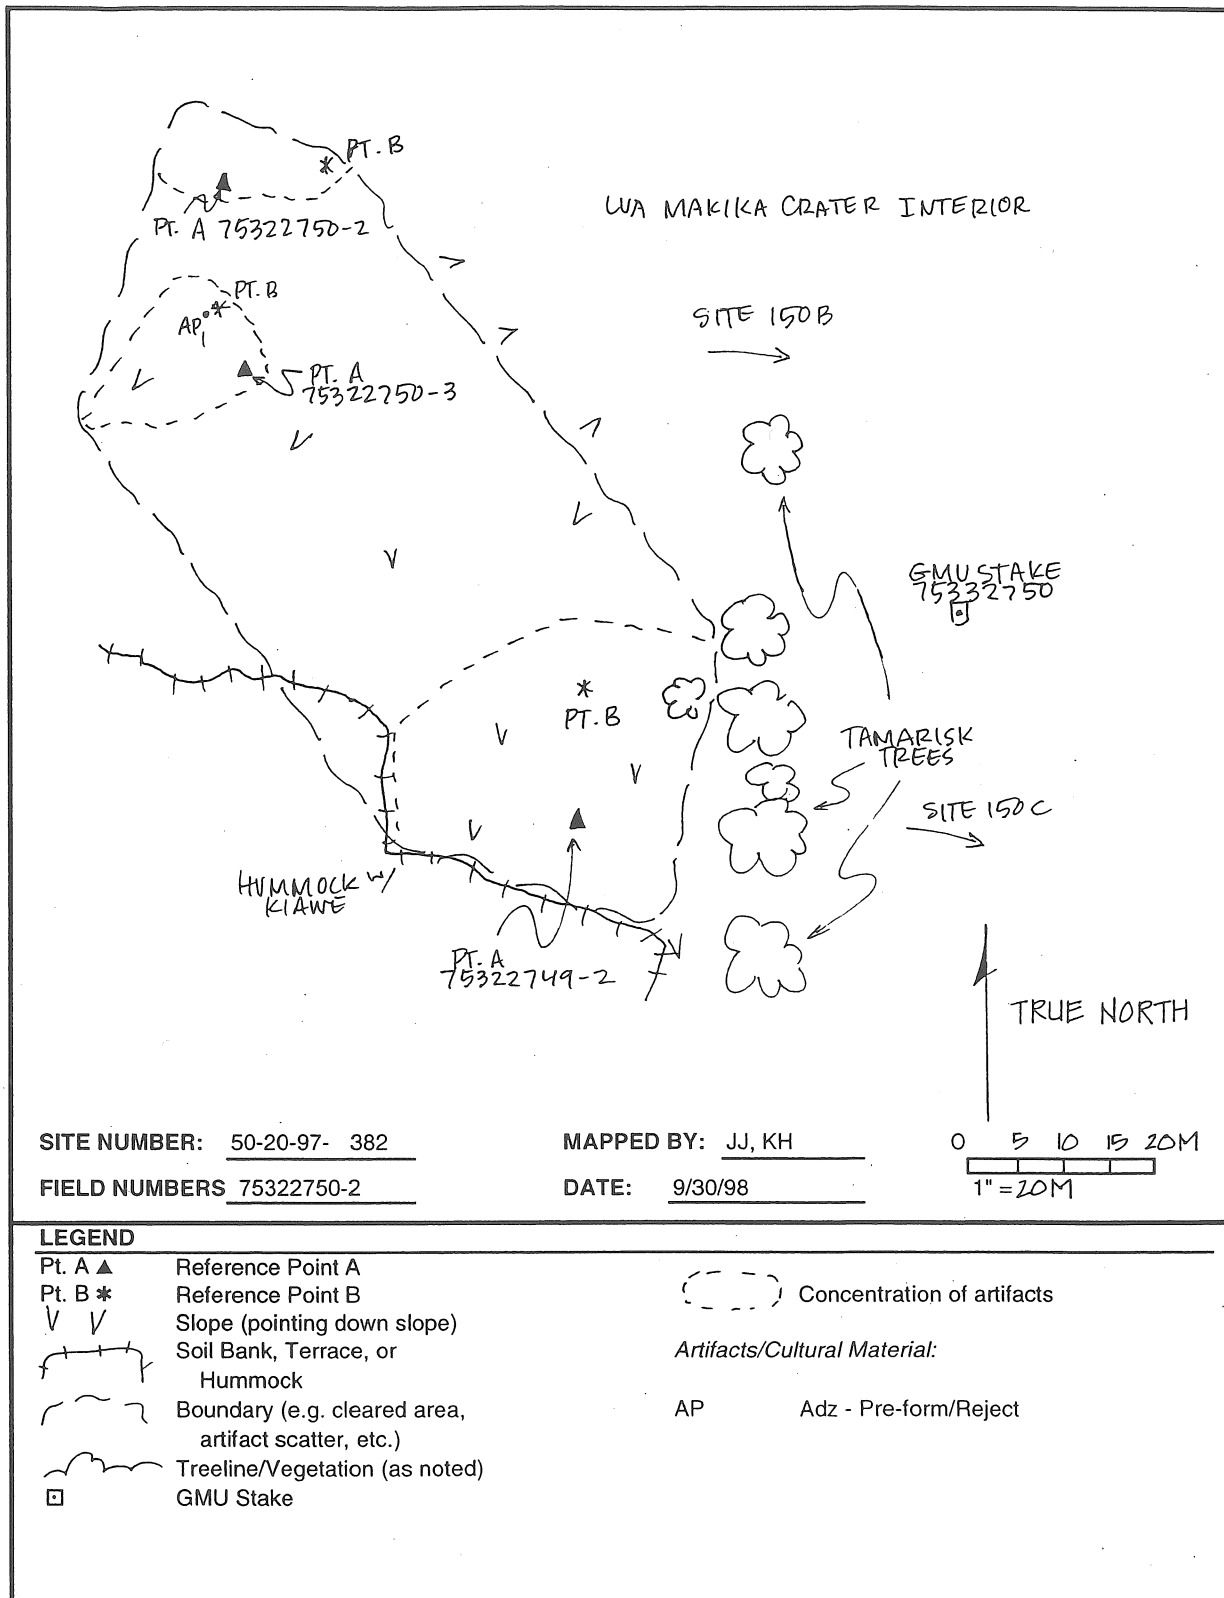 PT. B
LUA MAKIKA CRATER INTERIOR
PT. A 75322750-2
PT. B
AP
SITE 150B
PT. A
75322750-3
GMU STAKE
75332750
PT. B
TAMARISK
TREES
SITE 150C
HUMMOCK W/
KIAWE
PT. A
75322749-2
TRUE NORTH
SITE NUMBER: 50-20-97- 382
MAPPED BY: JJ, KH
0 5 10 15 20M
FIELD NUMBERS 75322750-2
DATE: 9/30/98
1" = 20M
LEGEND
Pt. A Reference Point A
Pt. B Reference Point B
Slope (pointing down slope)
Soil Bank, Terrace, or
Hummock
Boundary (e.g. cleared area,
artifact scatter, etc.)
Treeline/Vegetation (as noted)
GMU Stake
Concentration of artifacts
Artifacts/Cultural Material:
AP Adz - Pre-form/Reject